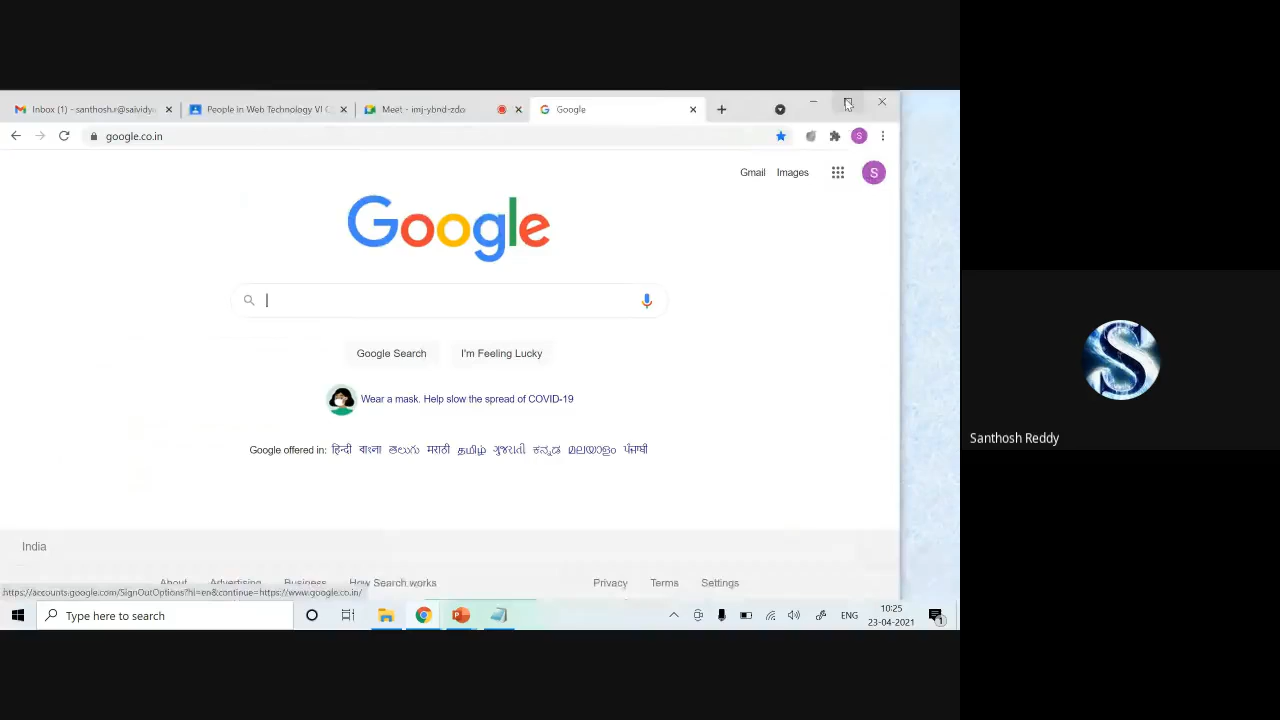 Inbox (1) - santhosh.r@saividy
People in Web Technology VI C
Meet - imj-ybnd-zdo
Google
google.co.in
S
Gmail Images
S
Google
Google Search
I'm Feeling Lucky
Wear a mask. Help slow the spread of COVID-19
Google offered in: हिन्दी বাংলা తెలుగు मराठी தமிழ் ગુજરાતી ಕನ್ನಡ മലയാളം ਪੰਜਾਬੀ
India
About Advertising Business How Search works Privacy Terms Settings
https://accounts.google.com/SignOutOptions?hl=en&continue=https://www.google.co.in/
Type here to search
ENG
10:25
23-04-2021
1
S
Santhosh Reddy